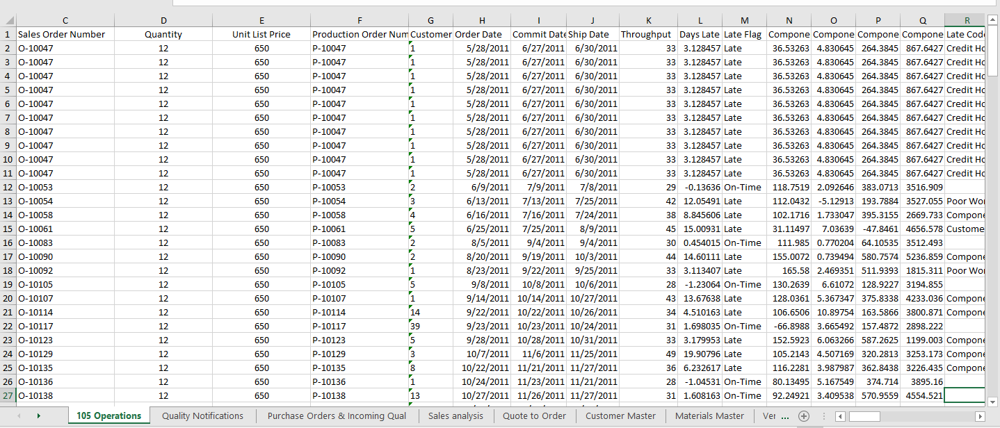 C D E F G H I J K L M N O P Q R
1 Sales Order Number Quantity Unit List Price Production Order Num Customer Order Date Commit Date Ship Date Throughput Days Late Late Flag Compone Compone Compone Compone Late Code
2 O-10047 12 650 P-10047 1 5/28/2011 6/27/2011 6/30/2011 33 3.128457 Late 36.53263 4.830645 264.3845 867.6427 Credit Ho
3 O-10047 12 650 P-10047 1 5/28/2011 6/27/2011 6/30/2011 33 3.128457 Late 36.53263 4.830645 264.3845 867.6427 Credit Ho
4 O-10047 12 650 P-10047 1 5/28/2011 6/27/2011 6/30/2011 33 3.128457 Late 36.53263 4.830645 264.3845 867.6427 Credit Ho
5 O-10047 12 650 P-10047 1 5/28/2011 6/27/2011 6/30/2011 33 3.128457 Late 36.53263 4.830645 264.3845 867.6427 Credit Ho
6 O-10047 12 650 P-10047 1 5/28/2011 6/27/2011 6/30/2011 33 3.128457 Late 36.53263 4.830645 264.3845 867.6427 Credit Ho
7 O-10047 12 650 P-10047 1 5/28/2011 6/27/2011 6/30/2011 33 3.128457 Late 36.53263 4.830645 264.3845 867.6427 Credit Ho
8 O-10047 12 650 P-10047 1 5/28/2011 6/27/2011 6/30/2011 33 3.128457 Late 36.53263 4.830645 264.3845 867.6427 Credit Ho
9 O-10047 12 650 P-10047 1 5/28/2011 6/27/2011 6/30/2011 33 3.128457 Late 36.53263 4.830645 264.3845 867.6427 Credit Ho
10 O-10047 12 650 P-10047 1 5/28/2011 6/27/2011 6/30/2011 33 3.128457 Late 36.53263 4.830645 264.3845 867.6427 Credit Ho
11 O-10047 12 650 P-10047 1 5/28/2011 6/27/2011 6/30/2011 33 3.128457 Late 36.53263 4.830645 264.3845 867.6427 Credit Ho
12 O-10053 12 650 P-10053 2 6/9/2011 7/9/2011 7/8/2011 29 -0.13636 On-Time 118.7519 2.092646 383.0713 3516.909
13 O-10054 12 650 P-10054 3 6/13/2011 7/13/2011 7/25/2011 42 12.05491 Late 112.0432 -5.12913 193.7884 3527.055 Poor Wor
14 O-10058 12 650 P-10058 4 6/16/2011 7/16/2011 7/24/2011 38 8.845606 Late 102.1716 1.733047 395.3155 2669.733 Compone
15 O-10061 12 650 P-10061 5 6/25/2011 7/25/2011 8/9/2011 45 15.00931 Late 31.11497 7.03639 -47.8461 4656.578 Custome
16 O-10083 12 650 P-10083 2 8/5/2011 9/4/2011 9/4/2011 30 0.454015 On-Time 111.985 0.770204 64.10535 3512.493
17 O-10090 12 650 P-10090 2 8/20/2011 9/19/2011 10/3/2011 44 14.60111 Late 155.0072 0.739494 580.7574 5236.859 Compone
18 O-10092 12 650 P-10092 1 8/23/2011 9/22/2011 9/25/2011 33 3.113407 Late 165.58 2.469351 511.9393 1815.311 Poor Wor
19 O-10105 12 650 P-10105 5 9/8/2011 10/8/2011 10/6/2011 28 -1.23064 On-Time 130.2639 6.61072 128.9227 3194.855
20 O-10107 12 650 P-10107 1 9/14/2011 10/14/2011 10/27/2011 43 13.67638 Late 128.0361 5.367347 375.8338 4233.036 Compone
21 O-10114 12 650 P-10114 14 9/22/2011 10/22/2011 10/26/2011 34 4.510163 Late 106.6506 10.89754 163.5866 3800.871 Compone
22 O-10117 12 650 P-10117 39 9/23/2011 10/23/2011 10/24/2011 31 1.698035 On-Time -66.8988 3.665492 157.4872 2898.222
23 O-10123 12 650 P-10123 5 9/28/2011 10/28/2011 10/31/2011 33 3.179953 Late 152.5923 6.063266 587.2625 1199.003 Compone
24 O-10129 12 650 P-10129 3 10/7/2011 11/6/2011 11/25/2011 49 19.90796 Late 105.2143 4.507169 320.2813 3253.173 Compone
25 O-10135 12 650 P-10135 8 10/22/2011 11/21/2011 11/27/2011 36 6.232617 Late 116.2281 3.987987 362.8438 3226.435 Compone
26 O-10136 12 650 P-10136 1 10/24/2011 11/23/2011 11/21/2011 28 -1.04531 On-Time 80.13495 5.167549 374.714 3895.16
27 O-10138 12 650 P-10138 13 10/27/2011 11/26/2011 11/27/2011 31 1.608163 On-Time 92.24921 3.409538 570.9559 4554.521
105 Operations Quality Notifications Purchase Orders & Incoming Qual Sales analysis Quote to Order Customer Master Materials Master Ver ...